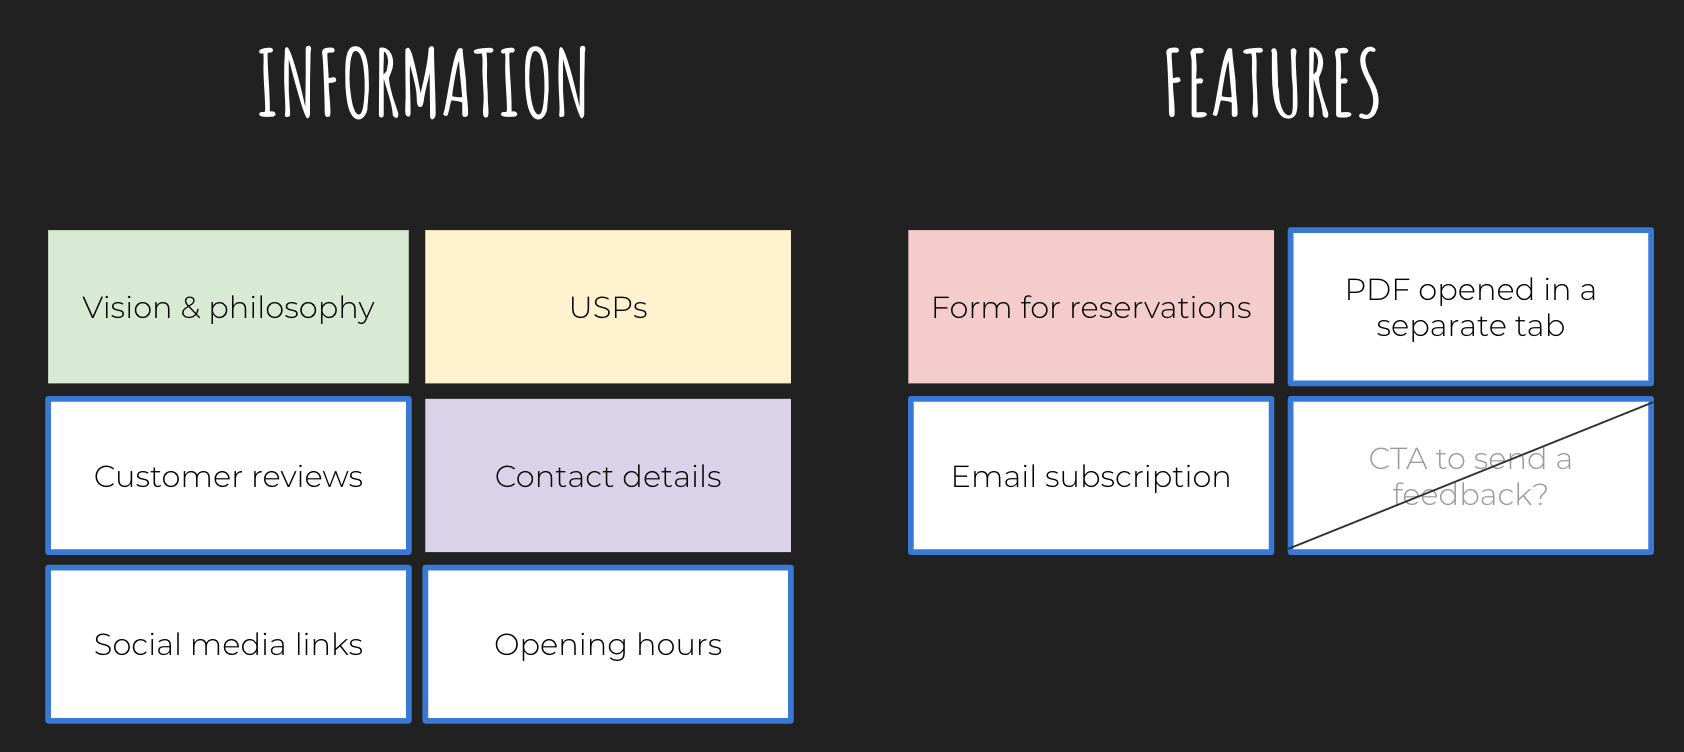 INFORMATION
FEATURES
Vision & philosophy
USPs
Form for reservations
PDF opened in a
separate tab
Customer reviews
Contact details
Email subscription
CTA to send a
feedback?
Social media links
Opening hours